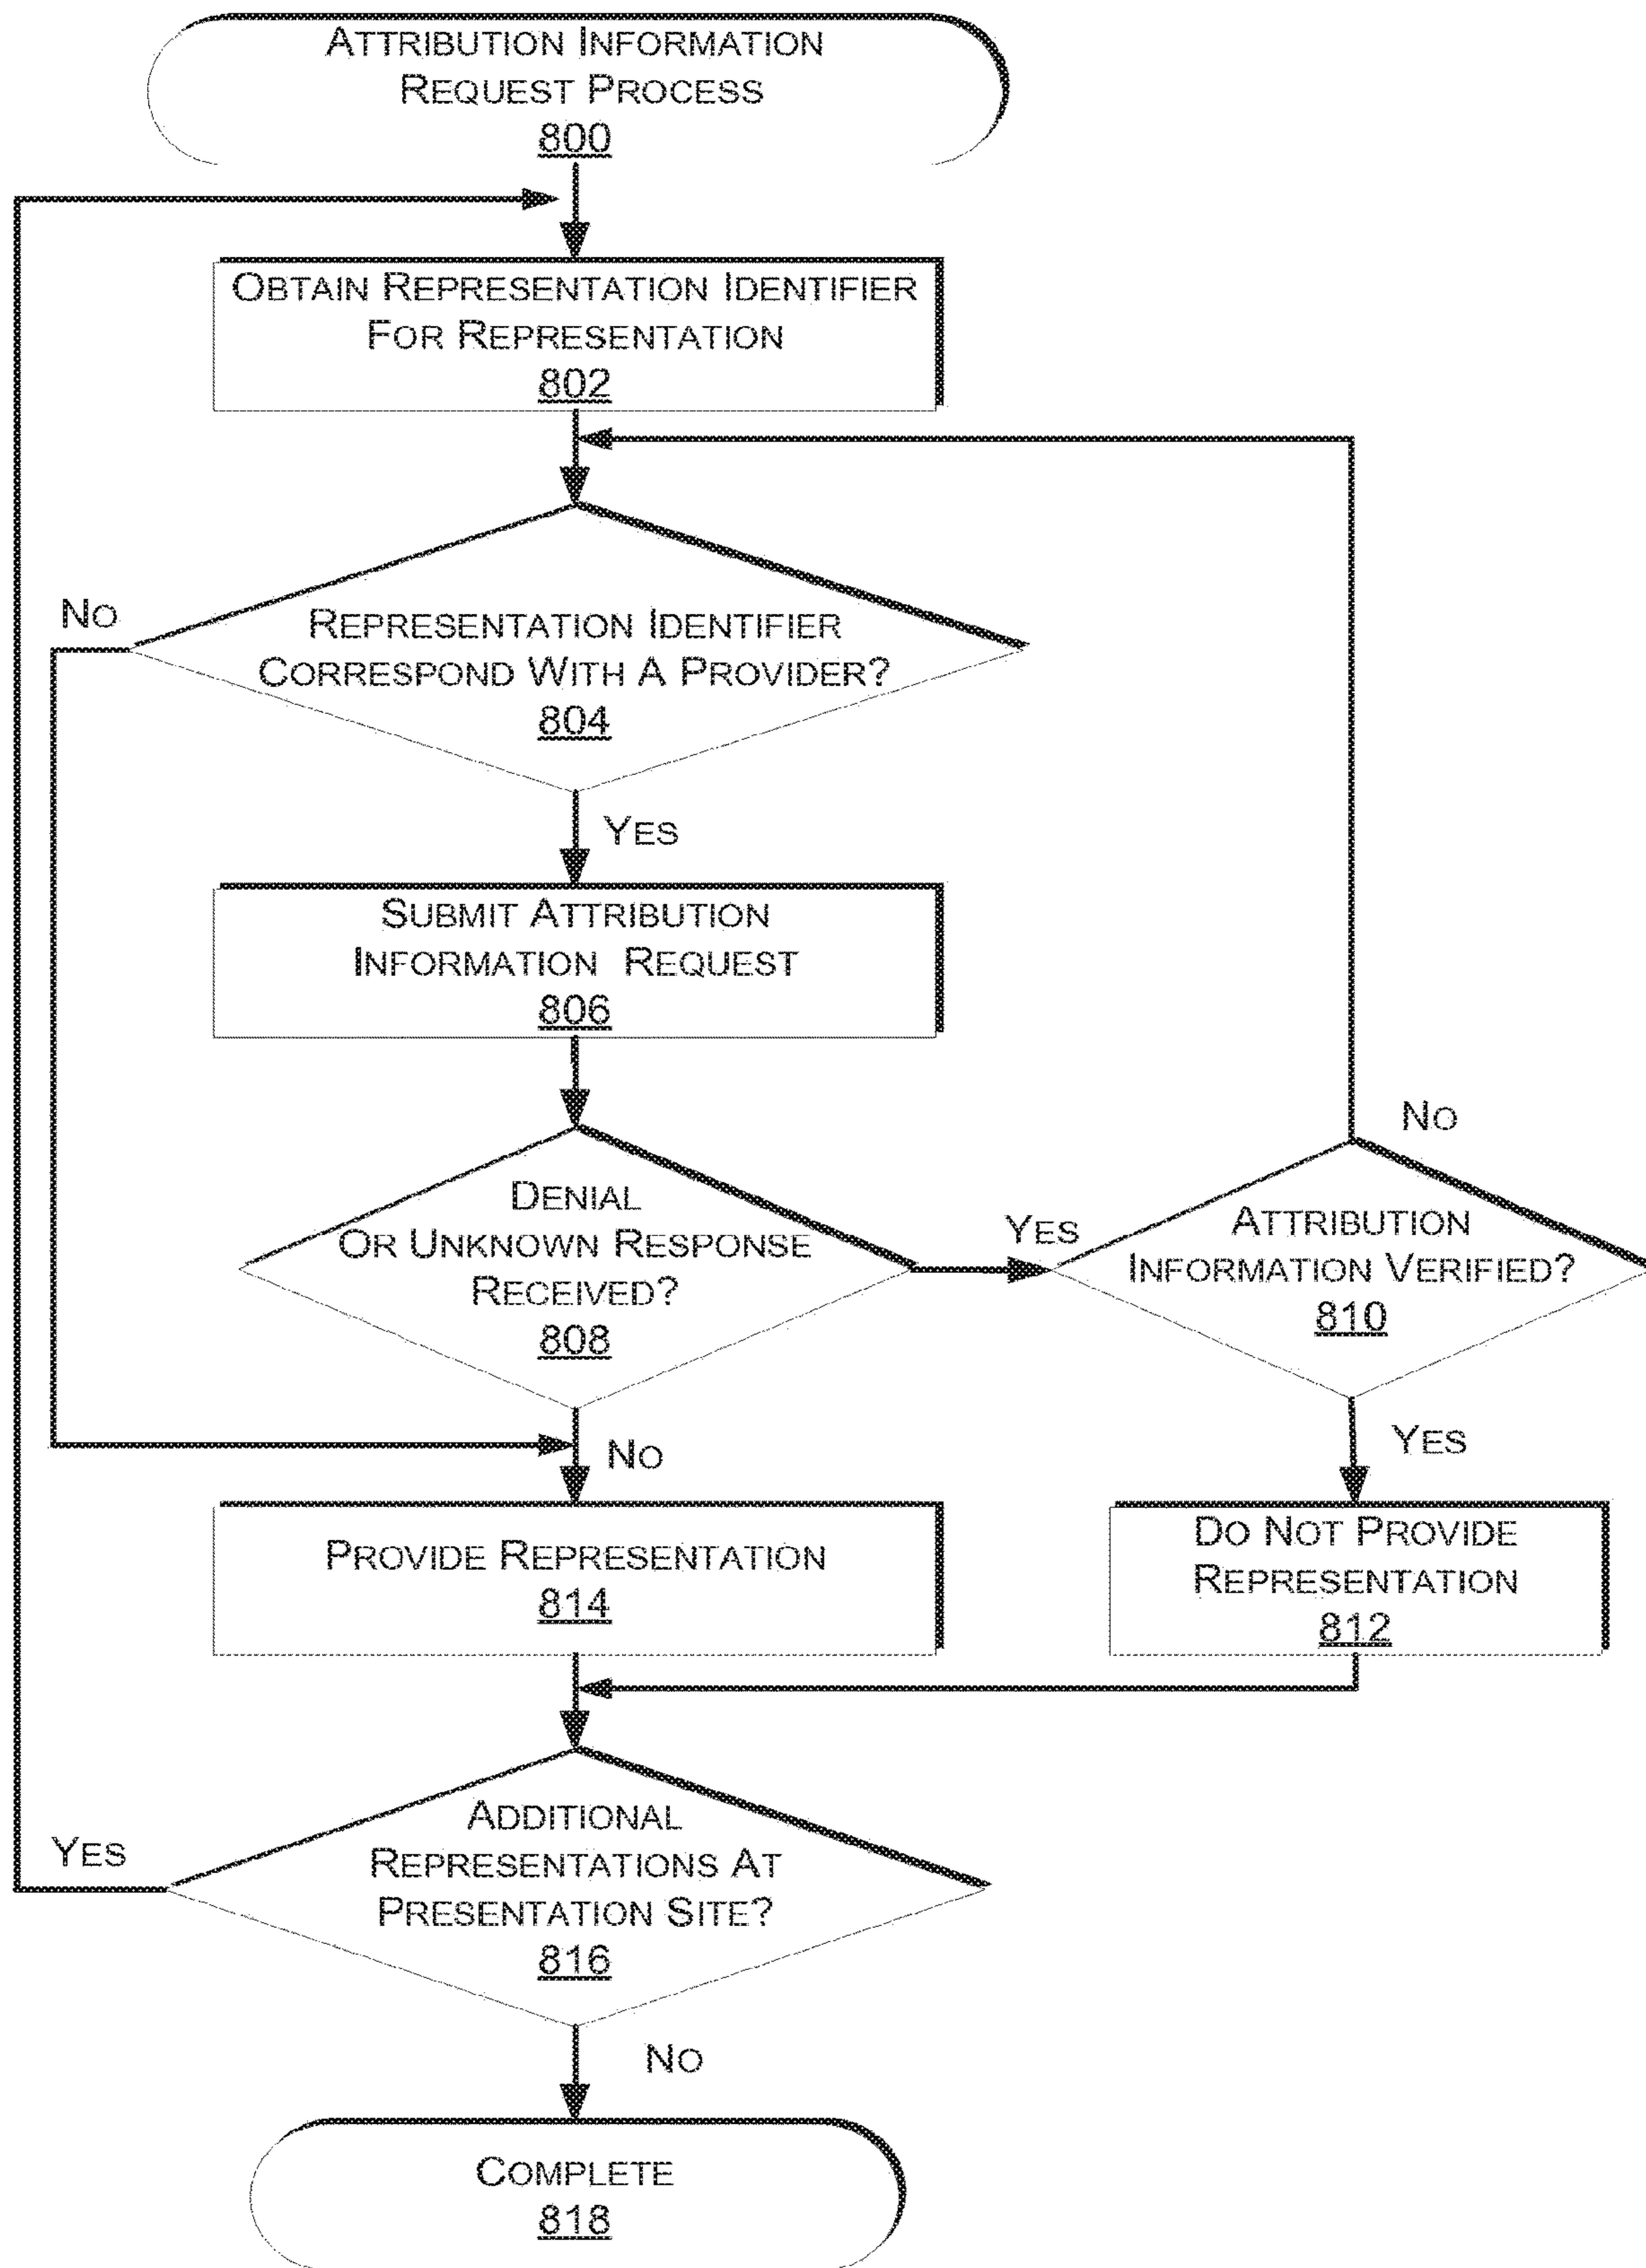 ATTRIBUTION INFORMATION
REQUEST PROCESS
800
OBTAIN REPRESENTATION IDENTIFIER
FOR REPRESENTATION
802
NO
REPRESENTATION IDENTIFIER
CORRESPOND WITH A PROVIDER?
804
YES
SUBMIT ATTRIBUTION
INFORMATION REQUEST
806
DENIAL
OR UNKNOWN RESPONSE
RECEIVED?
808
YES
NO
ATTRIBUTION
INFORMATION VERIFIED?
810
NO
YES
PROVIDE REPRESENTATION
814
DO NOT PROVIDE
REPRESENTATION
812
YES
ADDITIONAL
REPRESENTATIONS AT
PRESENTATION SITE?
816
NO
COMPLETE
818